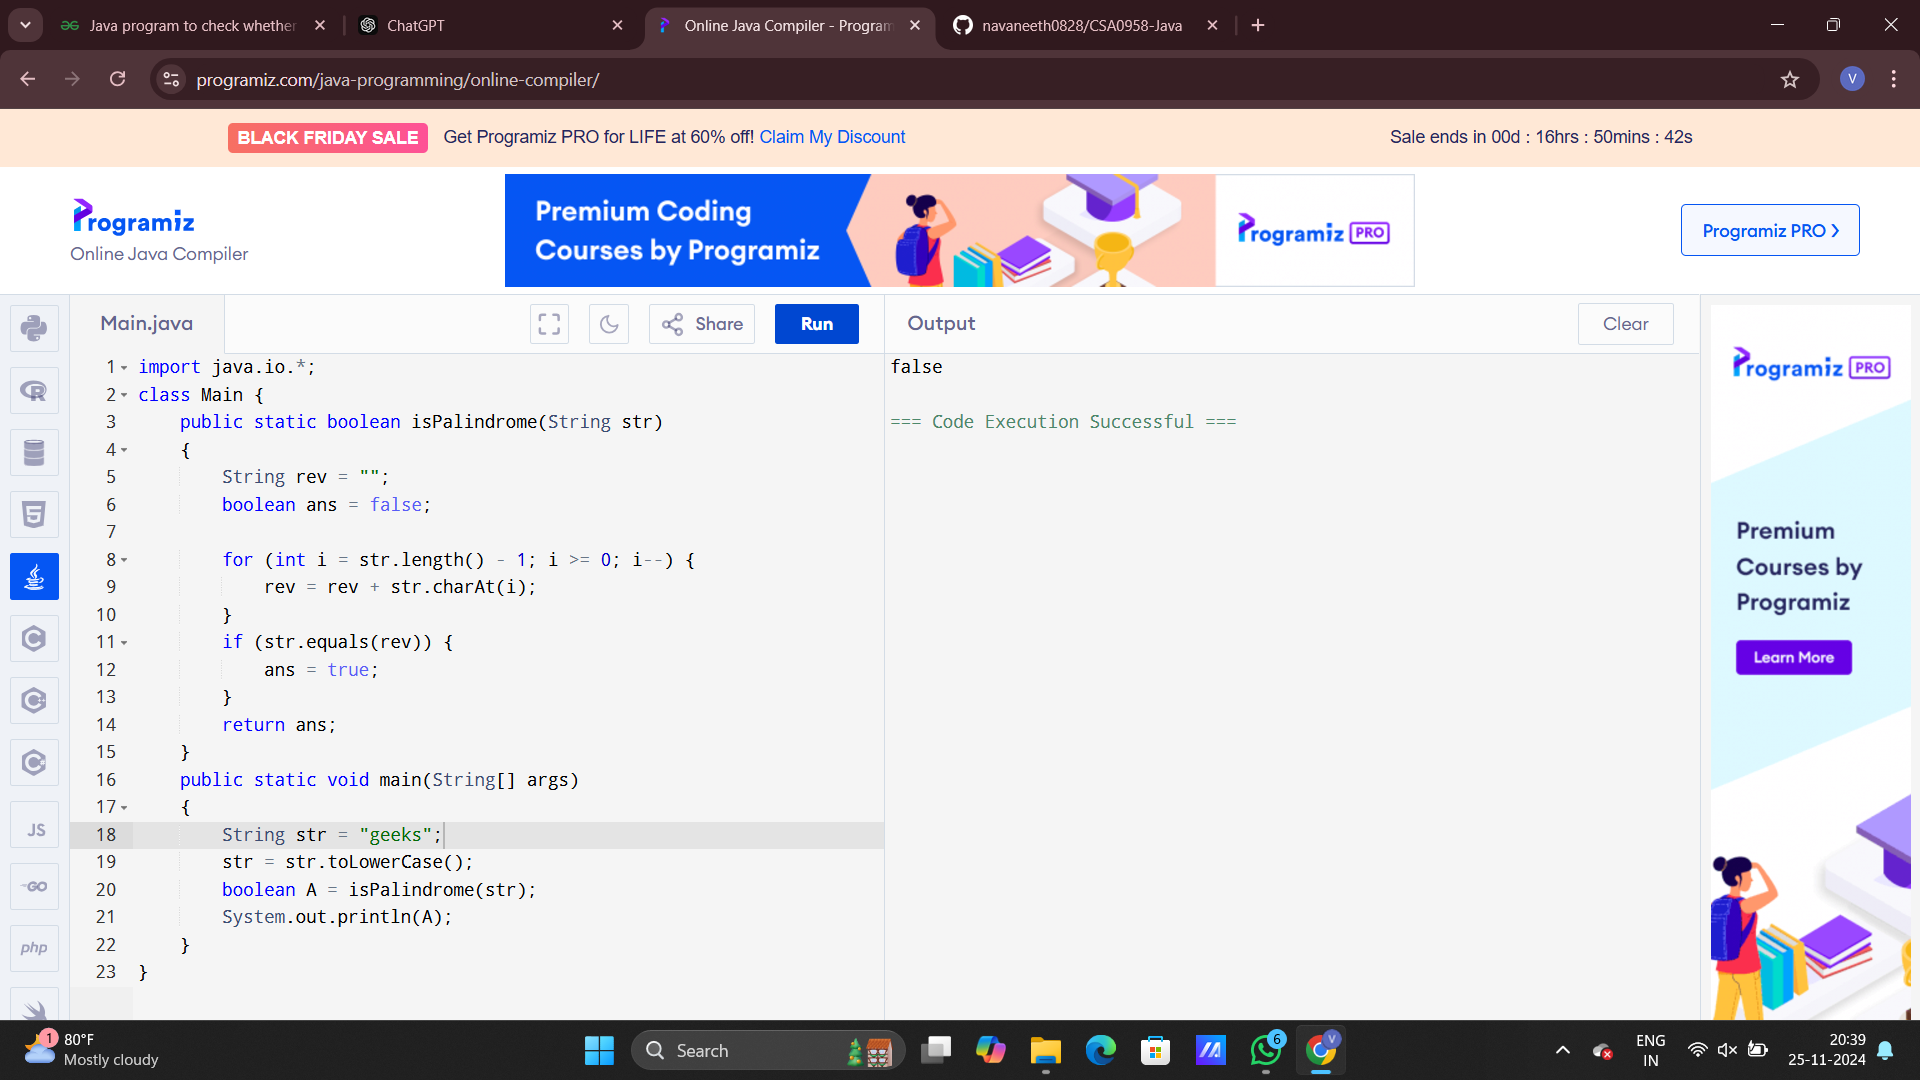 Java program to check whether
ChatGPT
Online Java Compiler - Program
navaneeth0828/CSA0958-Java
programiz.com/java-programming/online-compiler/
V
BLACK FRIDAY SALE Get Programiz PRO for LIFE at 60% off! Claim My Discount
Sale ends in 00d : 16hrs : 50mins : 42s
Programiz
Online Java Compiler
Premium Coding
Courses by Programiz
Programiz PRO
Programiz PRO
Main.java
Share
Run
Output
Clear
1 import java.io.*;
2 class Main {
3 public static boolean isPalindrome(String str)
4 {
5 String rev = "";
6 boolean ans = false;
7
8 for (int i = str.length() - 1; i >= 0; i--) {
9 rev = rev + str.charAt(i);
10 }
11 if (str.equals(rev)) {
12 ans = true;
13 }
14 return ans;
15 }
16 public static void main(String[] args)
17 {
18 String str = "geeks";
19 str = str.toLowerCase();
20 boolean A = isPalindrome(str);
21 System.out.println(A);
22 }
23 }
false
=== Code Execution Successful ===
Programiz PRO
Premium
Courses by
Programiz
Learn More
JS
GO
php
1
80°F
Mostly cloudy
Search
6
V
ENG
IN
20:39
25-11-2024